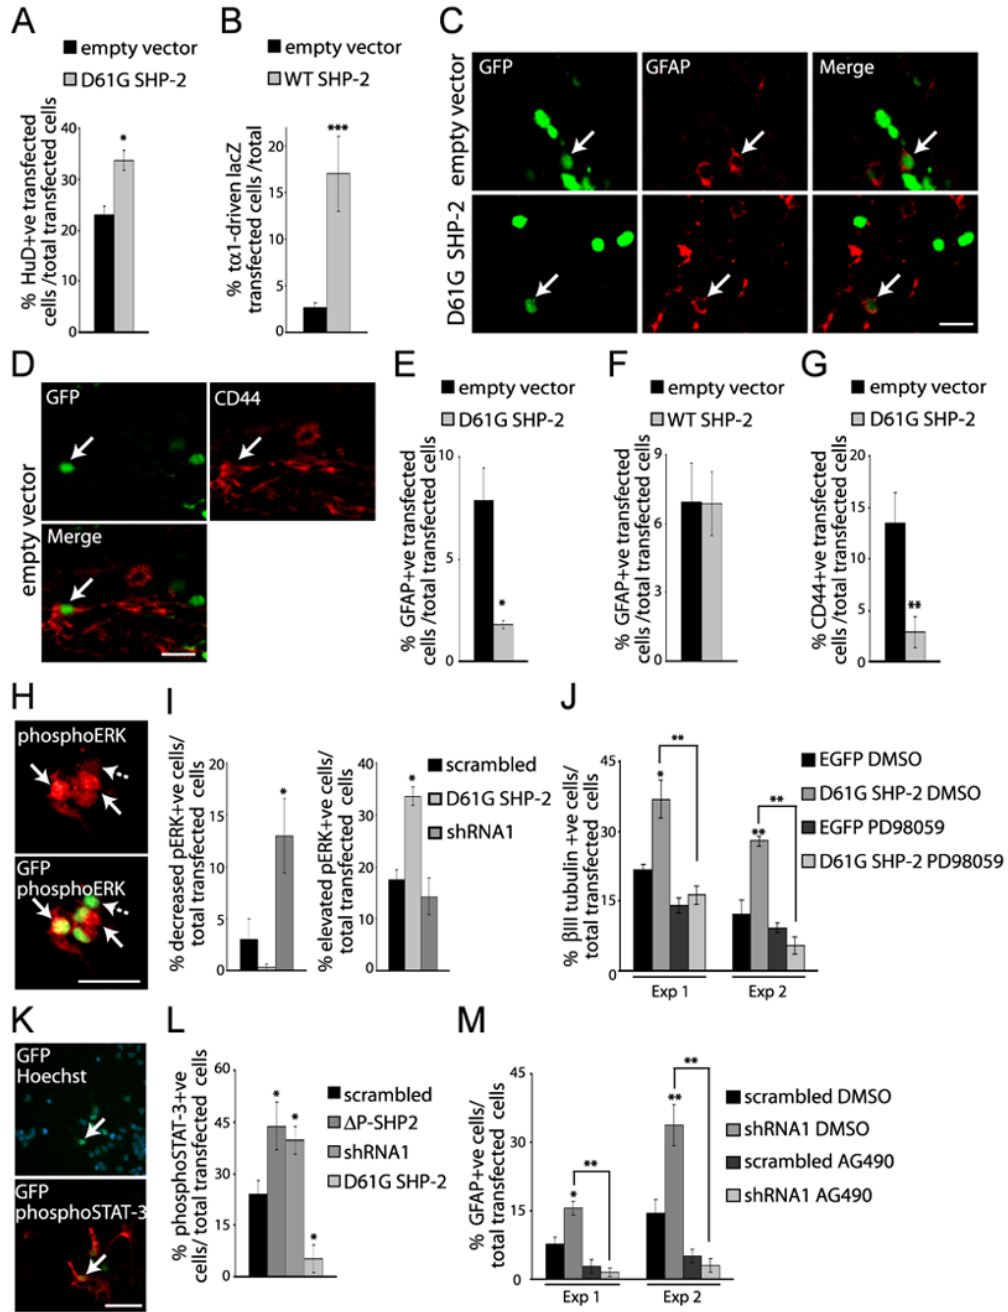 A
empty vector
D61G SHP-2
% HuD+ve transfected
cells /total transfected cells
40
30
20
10
0
*
B
empty vector
WT SHP-2
% tα1-driven lacZ
transfected cells /total
20
15
10
5
0
***
C
GFP
GFAP
Merge
empty vector
D61G SHP-2
D
GFP
CD44
Merge
empty vector
E
empty vector
D61G SHP-2
% GFAP+ve transfected
cells /total transfected cells
10
5
0
*
F
empty vector
WT SHP-2
% GFAP+ve transfected
cells /total transfected cells
9
6
3
0
G
empty vector
D61G SHP-2
% CD44+ve transfected
cells /total transfected cells
20
15
10
5
0
**
H
phosphoERK
GFP
phosphoERK
I
% decreased pERK+ve cells/
total transfected cells
20
15
10
5
0
*
% elevated pERK+ve cells/
total transfected cells
40
30
20
10
0
*
scrambled
D61G SHP-2
shRNA1
J
% βIII tubulin +ve cells/
total transfected cells
45
30
15
0
*
**
**
**
Exp 1
Exp 2
EGFP DMSO
D61G SHP-2 DMSO
EGFP PD98059
D61G SHP-2 PD98059
K
GFP
Hoechst
GFP
phosphoSTAT-3
L
% phosphoSTAT-3+ve
cells/ total transfected cells
60
45
30
15
0
*
*
*
scrambled
ΔP-SHP2
shRNA1
D61G SHP-2
M
% GFAP+ve cells/
total transfected cells
45
30
15
0
*
**
**
**
Exp 1
Exp 2
scrambled DMSO
shRNA1 DMSO
scrambled AG490
shRNA1 AG490